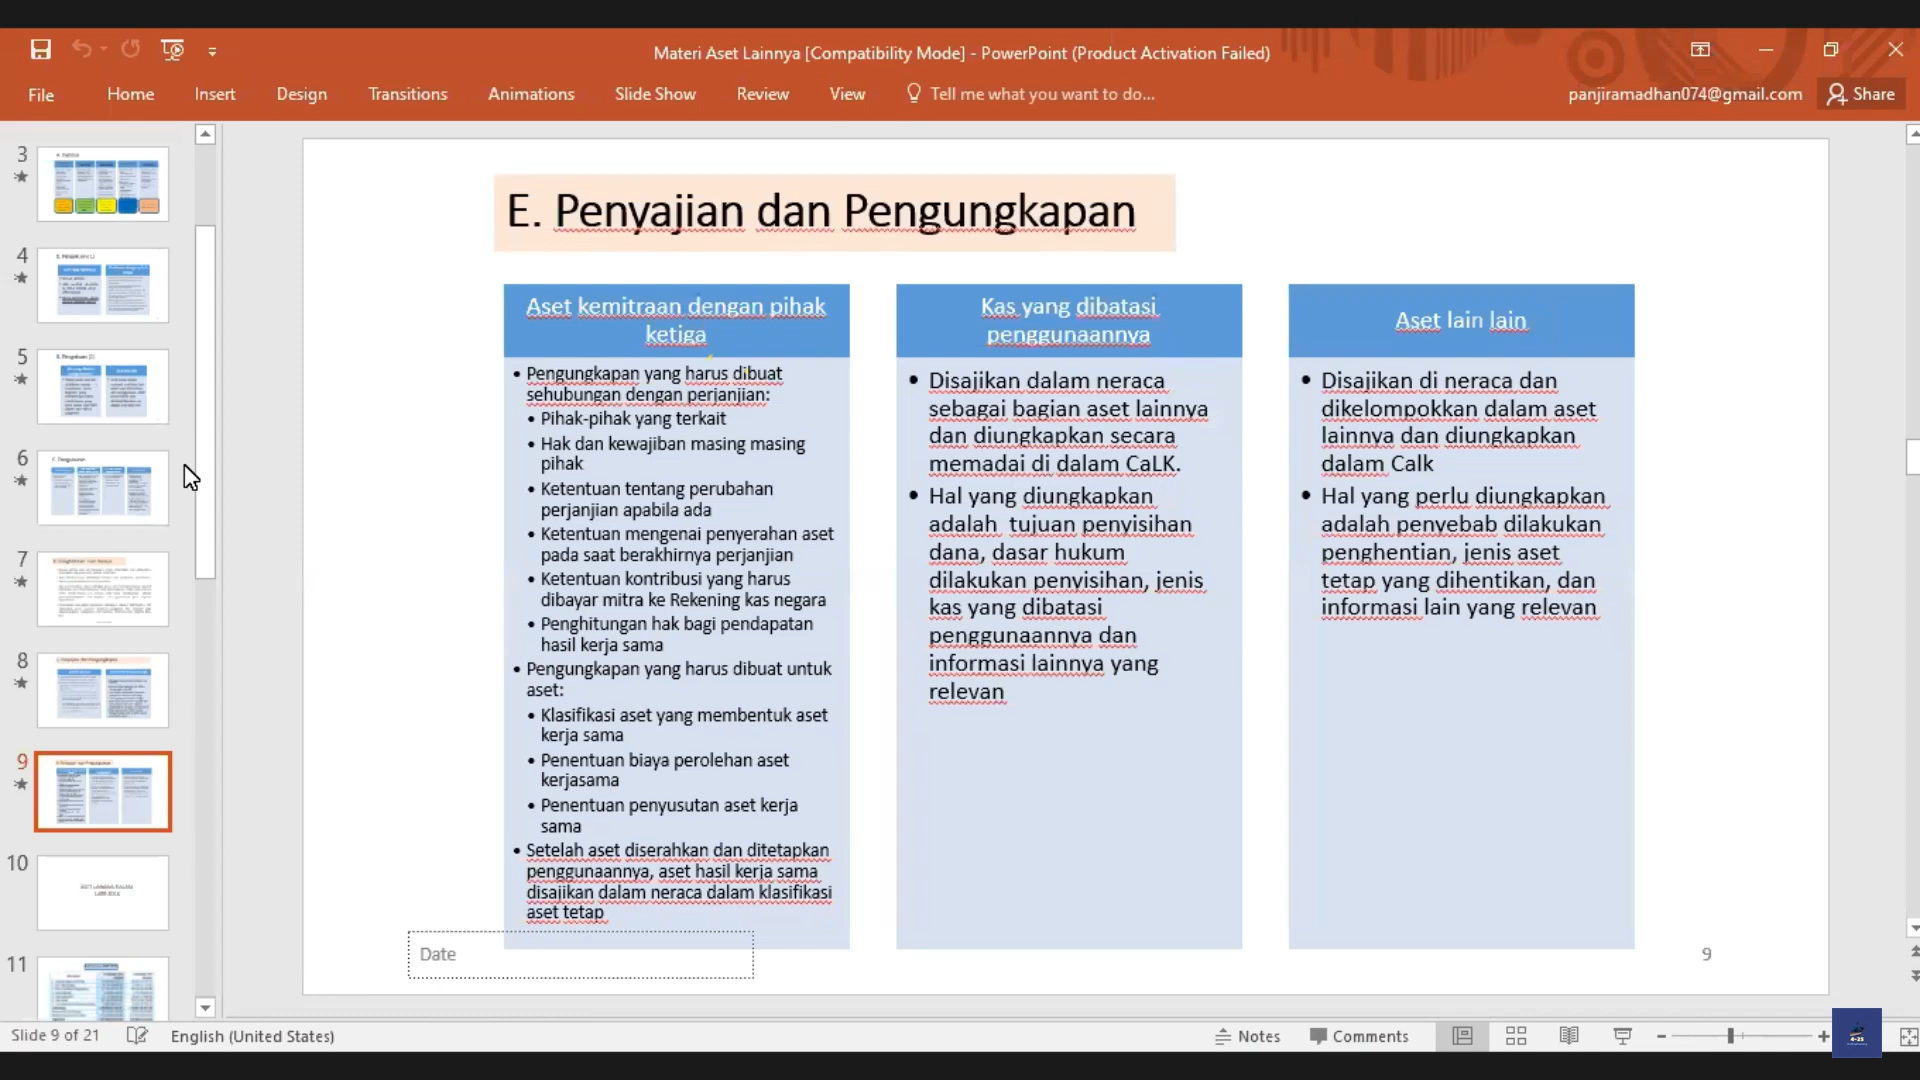 Materi Aset Lainnya [Compatibility Mode] - PowerPoint (Product Activation Failed)
File Home Insert Design Transitions Animations Slide Show Review View Tell me what you want to do... panjiramadhan074@gmail.com Share
3
4
5
6
7
8
9
10
11
E. Penyajian dan Pengungkapan
Aset kemitraan dengan pihak
ketiga
• Pengungkapan yang harus dibuat
sehubungan dengan perjanjian:
• Pihak-pihak yang terkait
• Hak dan kewajiban masing masing
pihak
• Ketentuan tentang perubahan
perjanjian apabila ada
• Ketentuan mengenai penyerahan aset
pada saat berakhirnya perjanjian
• Ketentuan kontribusi yang harus
dibayar mitra ke Rekening kas negara
• Penghitungan hak bagi pendapatan
hasil kerja sama
• Pengungkapan yang harus dibuat untuk
aset:
• Klasifikasi aset yang membentuk aset
kerja sama
• Penentuan biaya perolehan aset
kerjasama
• Penentuan penyusutan aset kerja
sama
• Setelah aset diserahkan dan ditetapkan
penggunaannya, aset hasil kerja sama
disajikan dalam neraca dalam klasifikasi
aset tetap
Kas yang dibatasi
penggunaannya
• Disajikan dalam neraca
sebagai bagian aset lainnya
dan diungkapkan secara
memadai di dalam CaLK.
• Hal yang diungkapkan
adalah tujuan penyisihan
dana, dasar hukum
dilakukan penyisihan, jenis
kas yang dibatasi
penggunaannya dan
informasi lainnya yang
relevan
Aset lain lain
• Disajikan di neraca dan
dikelompokkan dalam aset
lainnya dan diungkapkan
dalam Calk
• Hal yang perlu diungkapkan
adalah penyebab dilakukan
penghentian, jenis aset
tetap yang dihentikan, dan
informasi lain yang relevan
Date
9
Slide 9 of 21 English (United States) Notes Comments